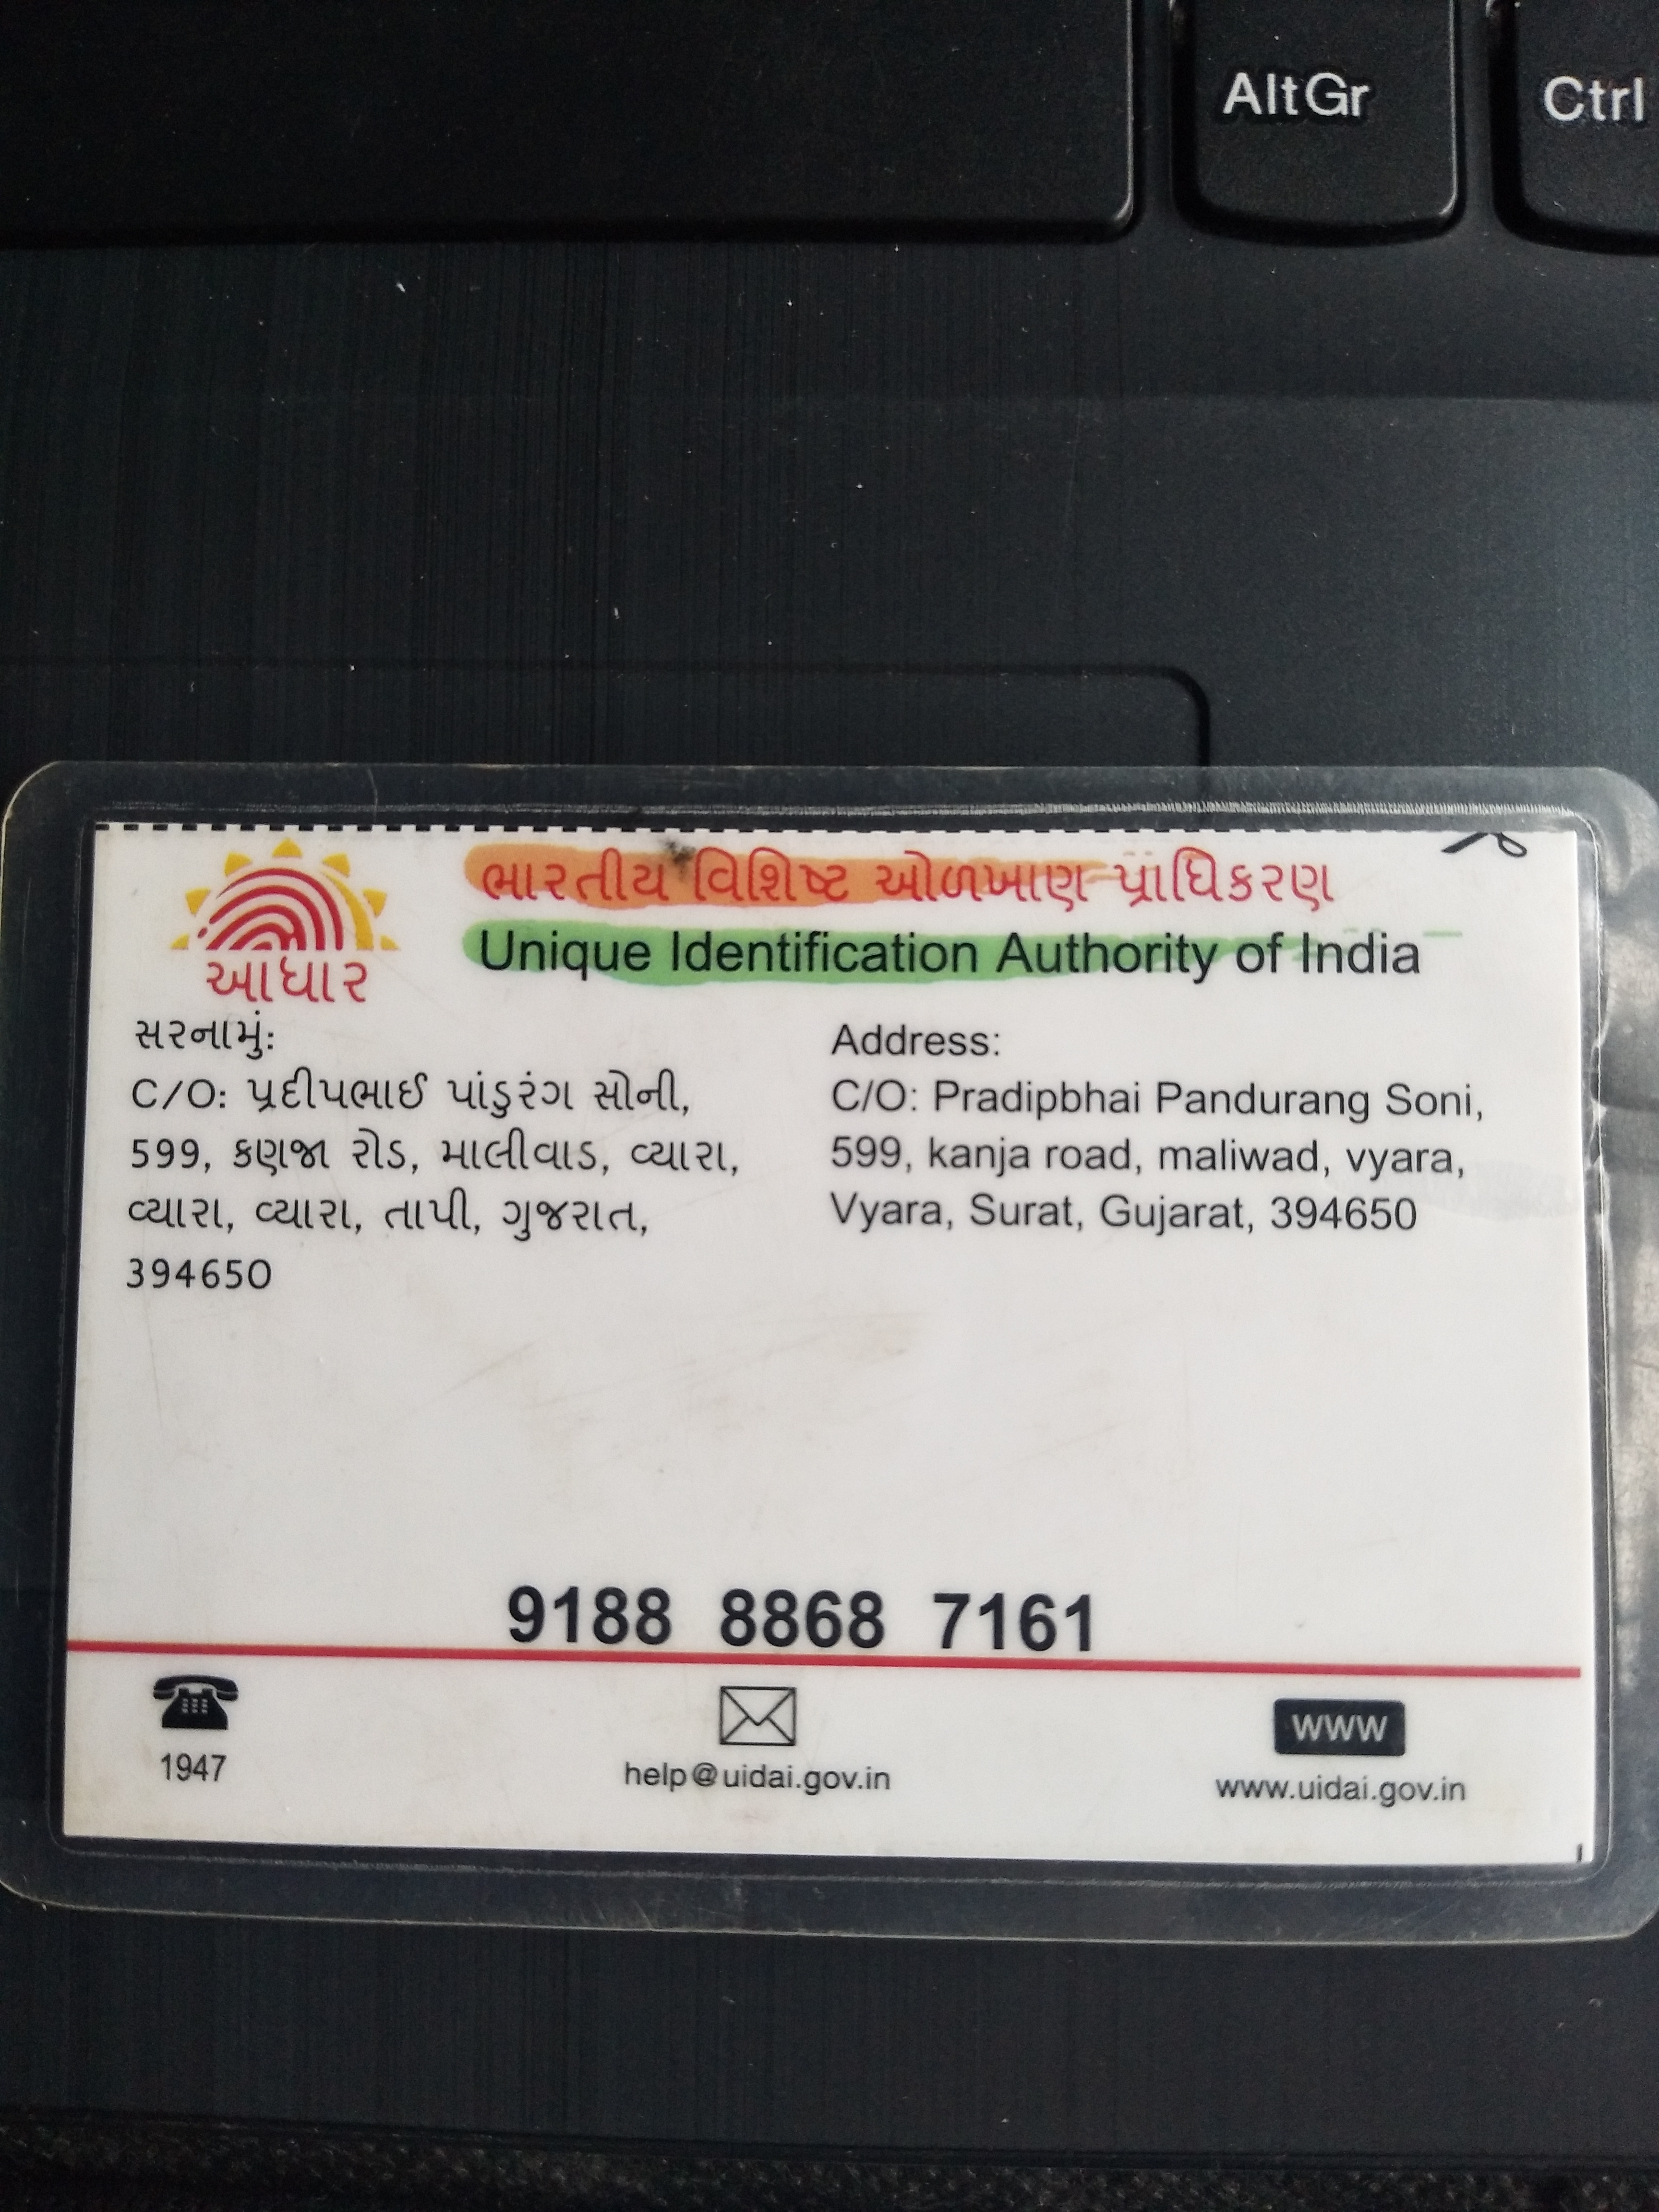 AltGr
Ctrl
ભારતીય વિશિષ્ટ ઓળખાણ પ્રાધિકરણ
Unique Identification Authority of India
આધાર
સરનામું:
C/O: પ્રદીપભાઈ પાંડુરંગ સોની,
599, કણજા રોડ, માલીવાડ, વ્યારા,
વ્યારા, વ્યારા, તાપી, ગુજરાત,
394650
Address:
C/O: Pradipbhai Pandurang Soni,
599, kanja road, maliwad, vyara,
Vyara, Surat, Gujarat, 394650
9188 8868 7161
1947
help@uidai.gov.in
WWW
www.uidai.gov.in